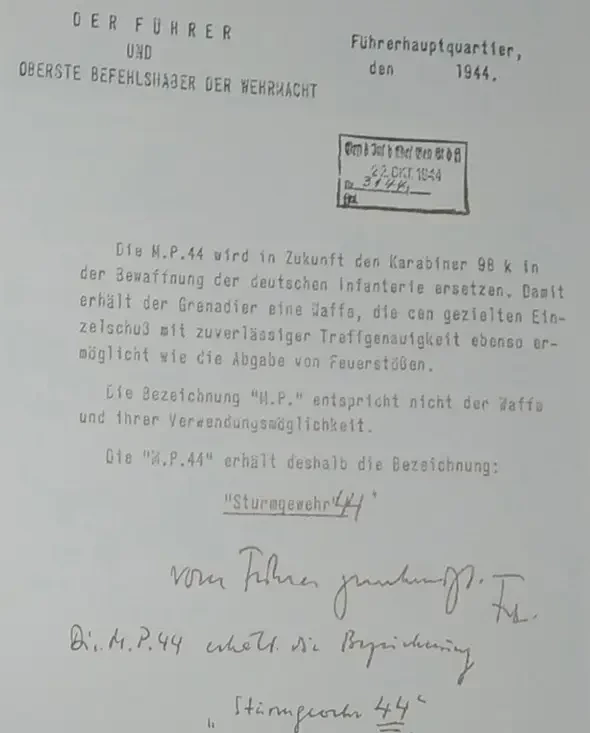 DER FÜHRER
UND
OBERSTE BEFEHLSHABER DER WEHRMACHT
Führerhauptquartier,
den 1944.
22. OKT. 1944
3144
Die M.P.44 wird in Zukunft den Karabiner 98 k in
der Bewaffnung der deutschen Infanterie ersetzen. Damit
erhält der Grenadier eine Waffe, die den gezielten Ein-
zelschuß mit zuverlässiger Treffgenauigkeit ebenso er-
möglicht wie die Abgabe von Feuerstößen.
Die Bezeichnung "M.P." entspricht nicht der Waffe
und ihrer Verwendungsmöglichkeit.
Die "M.P.44" erhält deshalb die Bezeichnung:
"Sturmgewehr 44"
vom Führer genehmigt.
Die M.P.44 erhält die Bezeichnung
„Sturmgewehr 44"